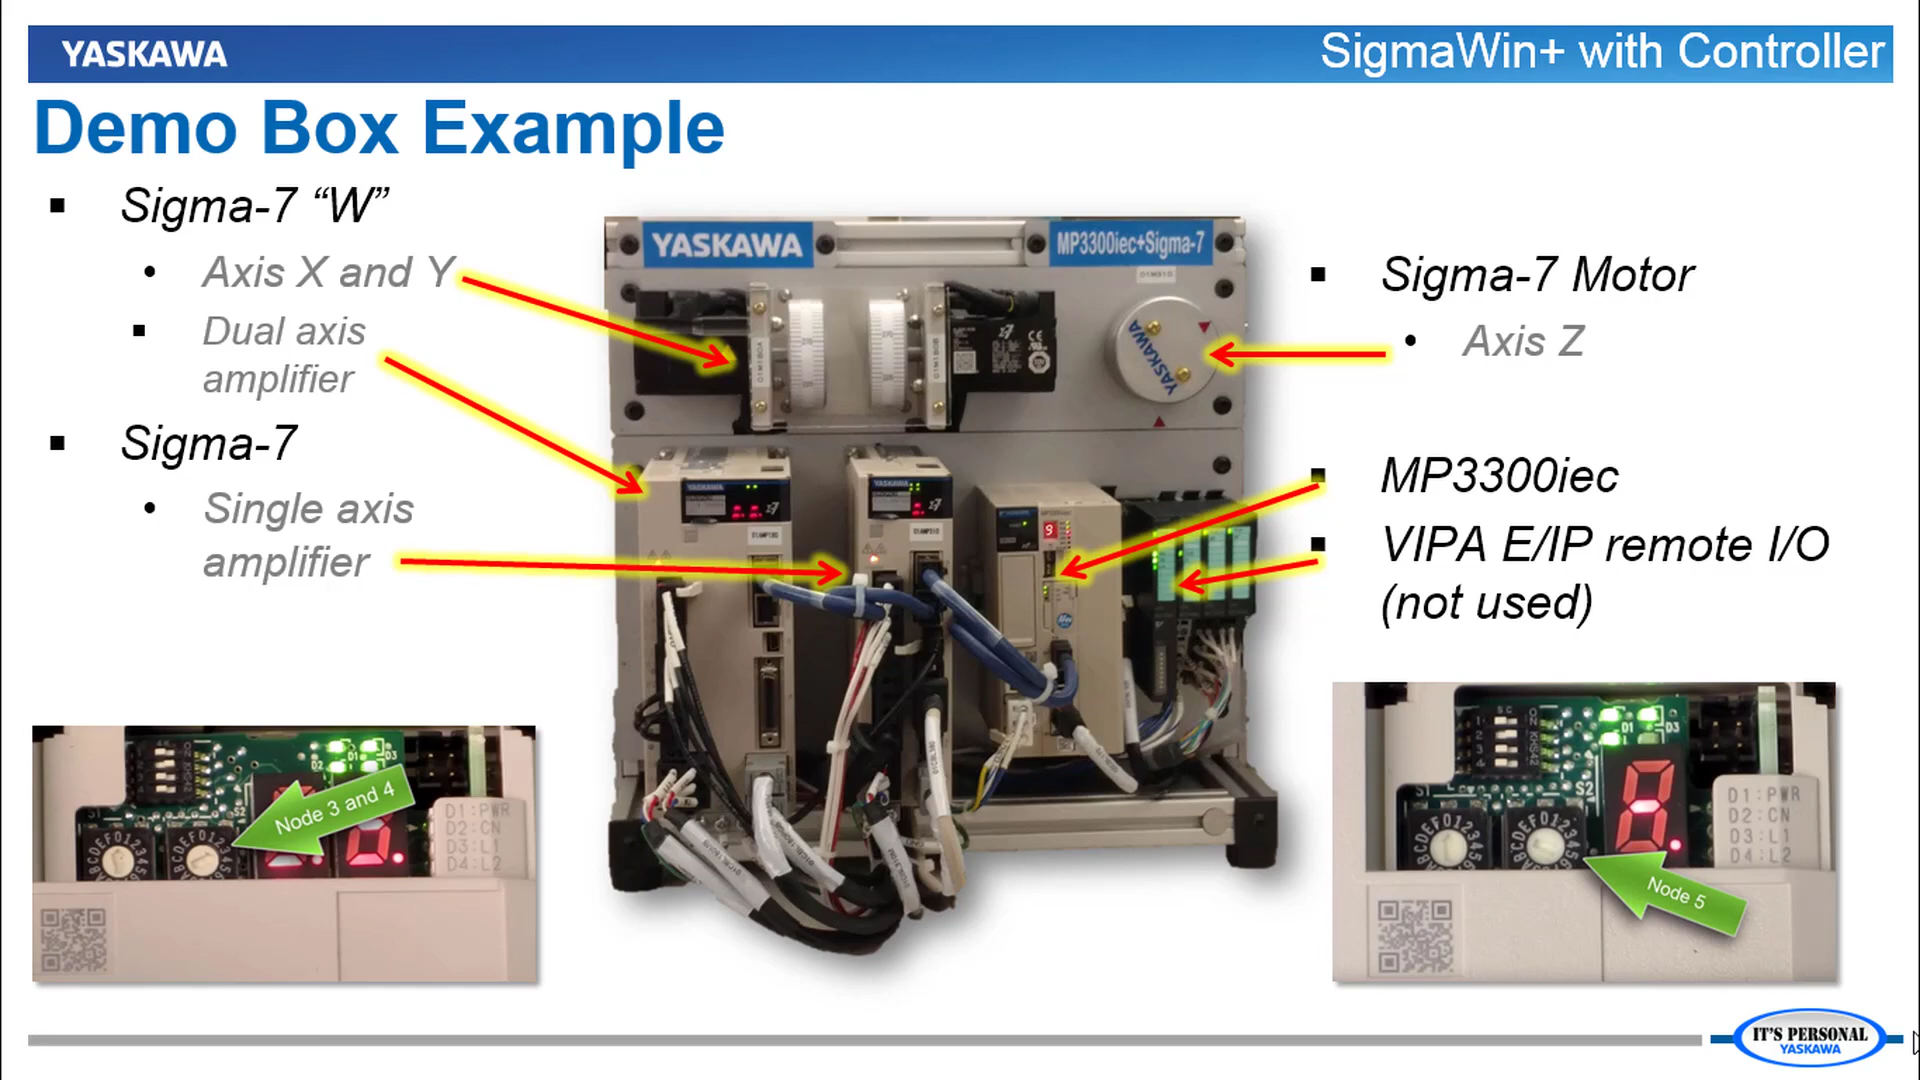 YASKAWA
SigmaWin+ with Controller
Demo Box Example
Sigma-7 “W”
Axis X and Y
Dual axis
amplifier
Sigma-7
Single axis
amplifier
YASKAWA
MP3300iec+Sigma-7
YASKAWA
YASKAWA
Sigma-7 Motor
Axis Z
MP3300iec
VIPA E/IP remote I/O
(not used)
Node 3 and 4
D1:PWR
D2:CN
D3:L1
D4:L2
Node 5
D1:PWR
D2:CN
D3:L1
D4:L2
IT'S PERSONAL
YASKAWA